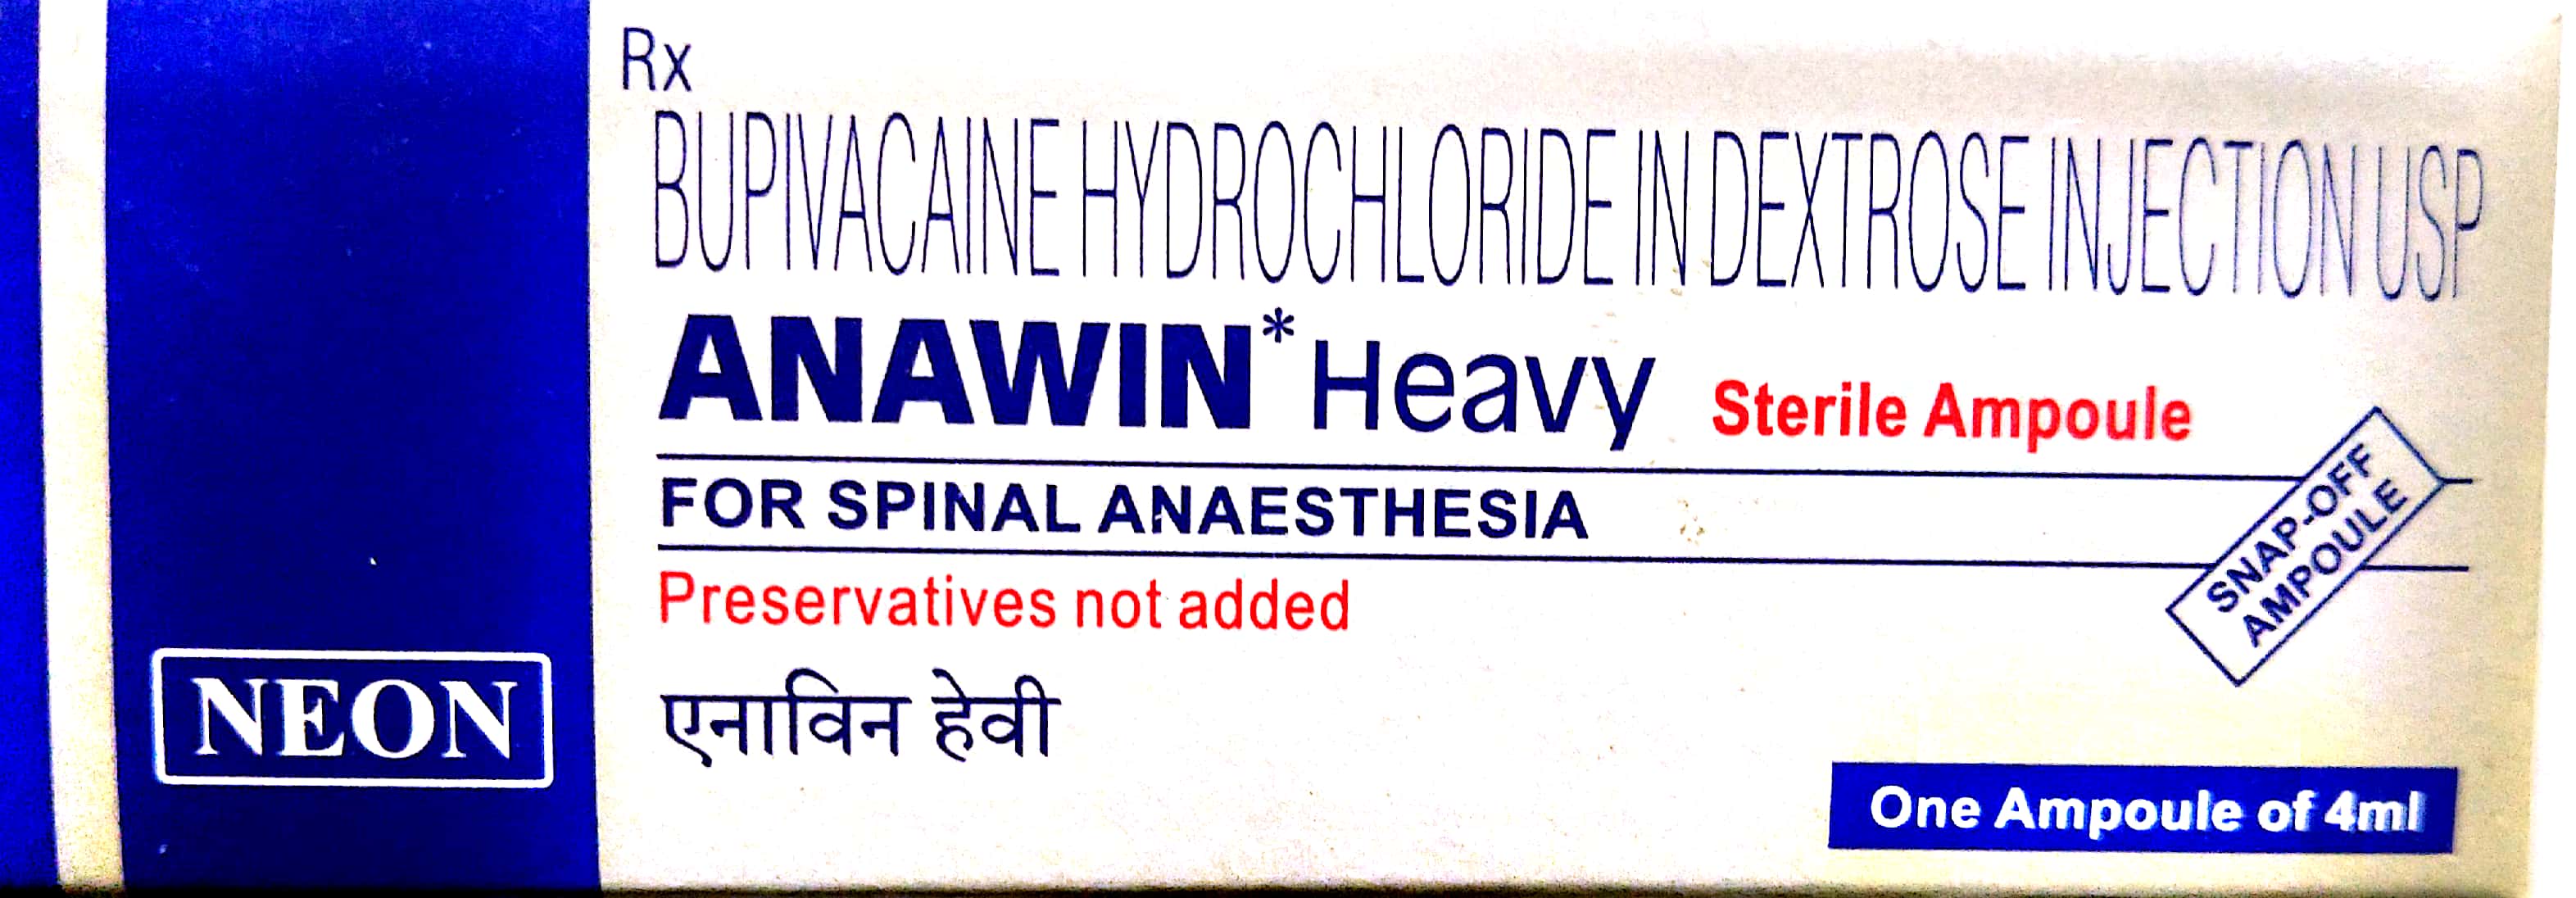 Rx
BUPIVACAINE HYDROCHLORIDE IN DEXTROSE INJECTION USP
ANAWIN* Heavy Sterile Ampoule
FOR SPINAL ANAESTHESIA
SNAP-OFF
AMPOULE
Preservatives not added
एनाविन हेवी
NEON
One Ampoule of 4ml